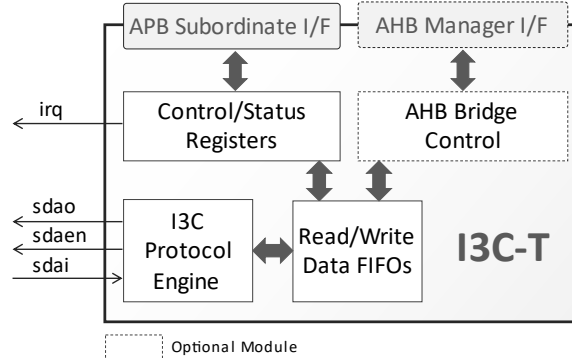 APB Subordinate I/F
AHB Manager I/F
irq
Control/Status
Registers
AHB Bridge
Control
sdao
sdaen
sdai
I3C
Protocol
Engine
Read/Write
Data FIFOs
I3C-T
Optional Module